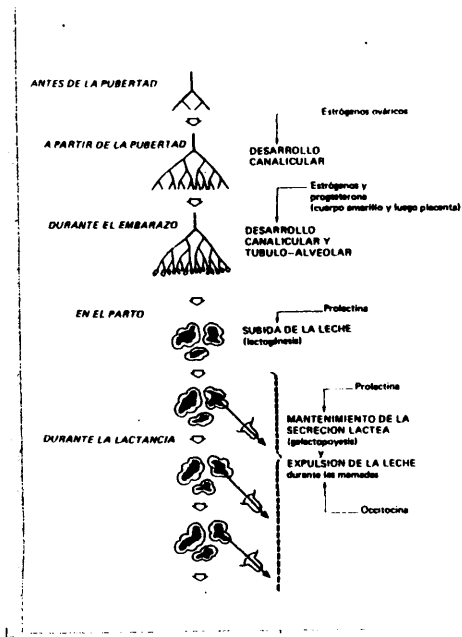 ANTES DE LA PUBERTAD
Estrógenos ováricos
A PARTIR DE LA PUBERTAD
DESARROLLO
CANALICULAR
Estrógenos y
progesterona
(cuerpo amarillo y luego placenta)
DURANTE EL EMBARAZO
DESARROLLO
CANALICULAR Y
TUBULO-ALVEOLAR
EN EL PARTO
Prolactina
SUBIDA DE LA LECHE
(lactogénesis)
Prolactina
DURANTE LA LACTANCIA
MANTENIMIENTO DE LA
SECRECION LACTEA
(galactopoyesis)
Y
EXPULSION DE LA LECHE
durante las mamadas
Occitocina